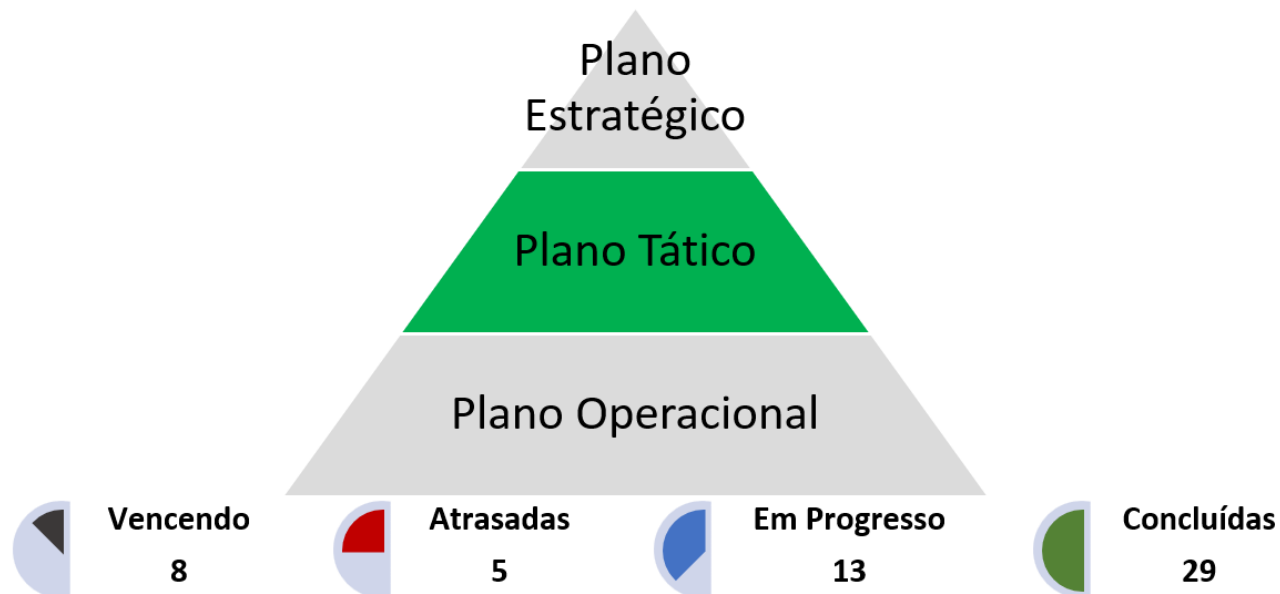 Plano
Estratégico
Plano Tático
Plano Operacional
Vencendo
8
Atrasadas
5
Em Progresso
13
Concluídas
29